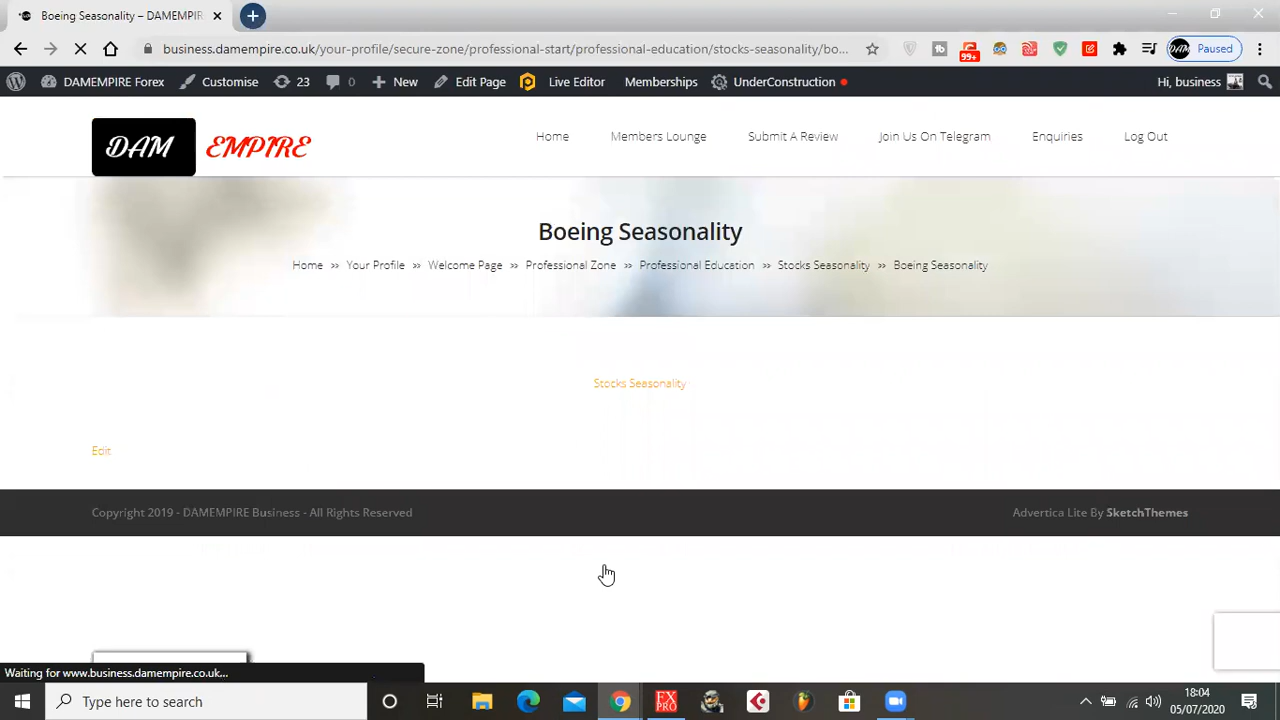 Boeing Seasonality – DAMEMPIR
business.damempire.co.uk/your-profile/secure-zone/professional-start/professional-education/stocks-seasonality/bo...
99+
DAM
Paused
DAMEMPIRE Forex
Customise
23
0
New
Edit Page
Live Editor
Memberships
UnderConstruction
Hi, business
DAM EMPIRE
Home
Members Lounge
Submit A Review
Join Us On Telegram
Enquiries
Log Out
Boeing Seasonality
Home » Your Profile » Welcome Page » Professional Zone » Professional Education » Stocks Seasonality » Boeing Seasonality
Stocks Seasonality
Edit
Copyright 2019 - DAMEMPIRE Business - All Rights Reserved
Advertica Lite By SketchThemes
Waiting for www.business.damempire.co.uk...
Type here to search
FX
PRO
18:04
05/07/2020